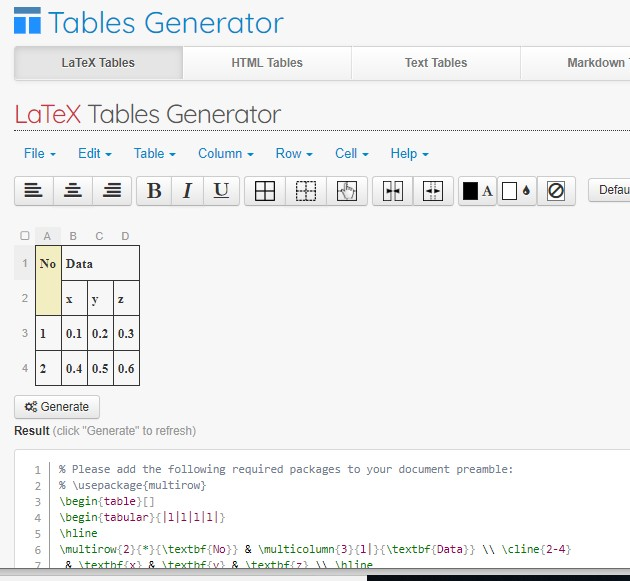 Tables Generator
LaTeX Tables HTML Tables Text Tables Markdown
LaTeX Tables Generator
File Edit Table Column Row Cell Help
B I U A Defau
A B C D
1 No Data
2 x y z
3 1 0.1 0.2 0.3
4 2 0.4 0.5 0.6
Generate
Result (click "Generate" to refresh)
1 % Please add the following required packages to your document preamble:
2 % \usepackage{multirow}
3 \begin{table}[]
4 \begin{tabular}{|l|l|l|l|}
5 \hline
6 \multirow{2}{*}{\textbf{No}} & \multicolumn{3}{l|}{\textbf{Data}} \\ \cline{2-4}
7 & \textbf{x} & \textbf{y} & \textbf{z} \\ \hline